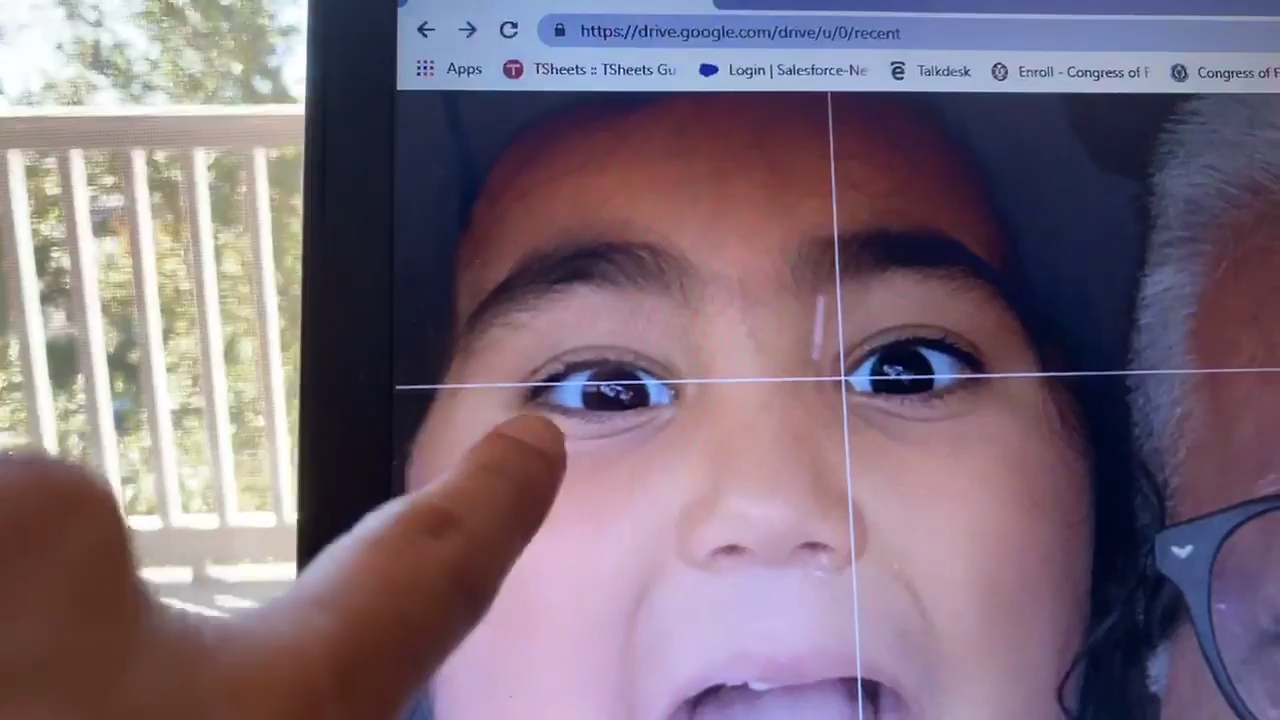 https://drive.google.com/drive/u/0/recent
Apps TSheets :: TSheets Gu Login | Salesforce-Ne Talkdesk Enroll - Congress of F Congress of F